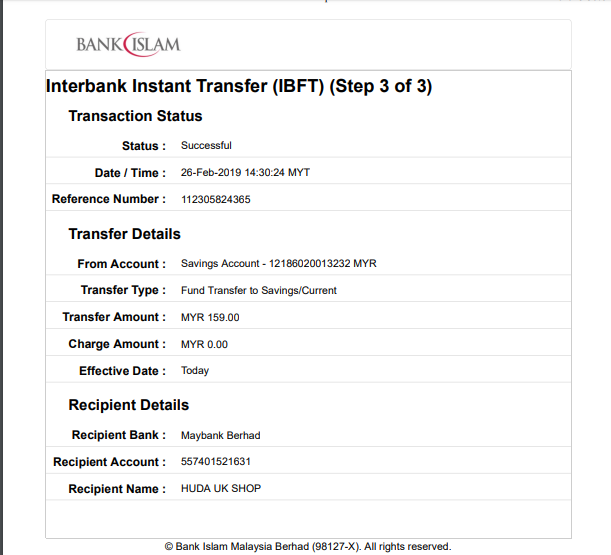 BANK ISLAM
Interbank Instant Transfer (IBFT) (Step 3 of 3)
Transaction Status
Status : Successful
Date / Time : 26-Feb-2019 14:30:24 MYT
Reference Number : 112305824365
Transfer Details
From Account : Savings Account - 12186020013232 MYR
Transfer Type : Fund Transfer to Savings/Current
Transfer Amount : MYR 159.00
Charge Amount : MYR 0.00
Effective Date : Today
Recipient Details
Recipient Bank : Maybank Berhad
Recipient Account : 557401521631
Recipient Name : HUDA UK SHOP
© Bank Islam Malaysia Berhad (98127-X). All rights reserved.